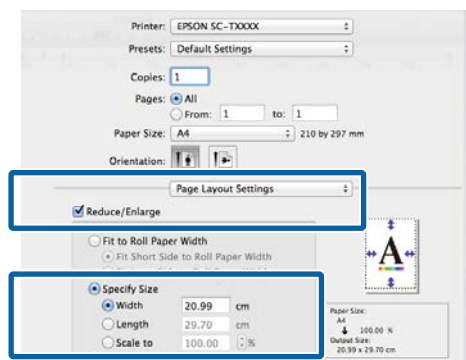 Printer: EPSON SC-TXXXX
Presets: Default Settings
Copies: 1
Pages: All
From: 1 to: 1
Paper Size: A4 210 by 297 mm
Orientation:
Page Layout Settings
Reduce/Enlarge
Fit to Roll Paper Width
Fit Short Side to Roll Paper Width
Specify Size
Width 20.99 cm
Length 29.70 cm
Scale to 100.00 %
A
Paper Size:
A4
100.00 %
Output Size:
20.99 x 29.70 cm